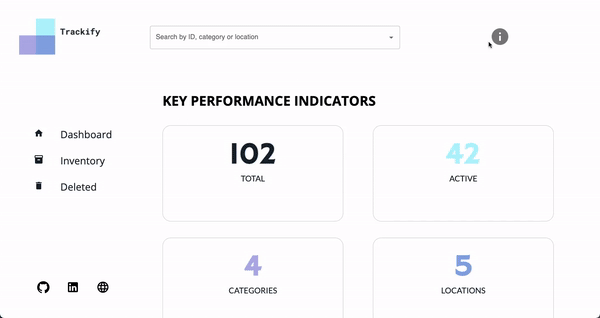 Trackify
Search by ID, category or location
KEY PERFORMANCE INDICATORS
Dashboard
Inventory
Deleted
102
TOTAL
42
ACTIVE
4
CATEGORIES
5
LOCATIONS